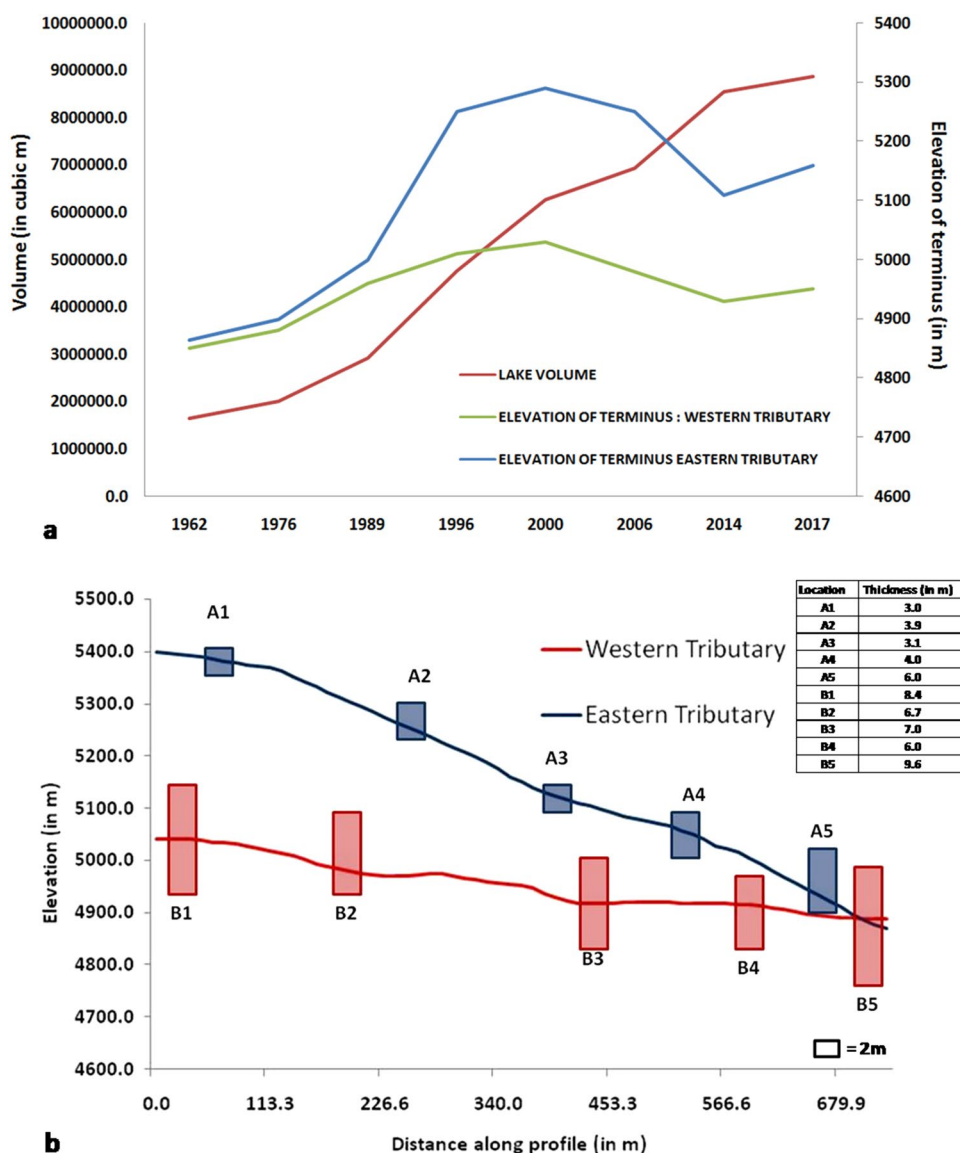 10000000.0
9000000.0
8000000.0
7000000.0
6000000.0
5000000.0
4000000.0
3000000.0
2000000.0
1000000.0
0.0
Volume (in cubic m)
5400
5300
5200
5100
5000
4900
4800
4700
4600
Elevation of terminus (in m)
LAKE VOLUME
ELEVATION OF TERMINUS : WESTERN TRIBUTARY
ELEVATION OF TERMINUS EASTERN TRIBUTARY
1962 1976 1989 1996 2000 2006 2014 2017
a
5500.0
5400.0
5300.0
5200.0
5100.0
5000.0
4900.0
4800.0
4700.0
4600.0
Elevation (in m)
A1
A2
A3
A4
A5
B1
B2
B3
B4
B5
Western Tributary
Eastern Tributary
Location Thickness (in m)
A1 3.0
A2 3.9
A3 3.1
A4 4.0
A5 6.0
B1 8.4
B2 6.7
B3 7.0
B4 6.0
B5 9.6
=2m
0.0 113.3 226.6 340.0 453.3 566.6 679.9
Distance along profile (in m)
b